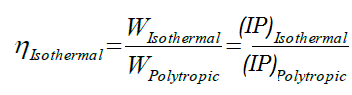 η_Isothermal = W_Isothermal / W_Polytropic = (IP)_Isothermal / (IP)_Polytropic